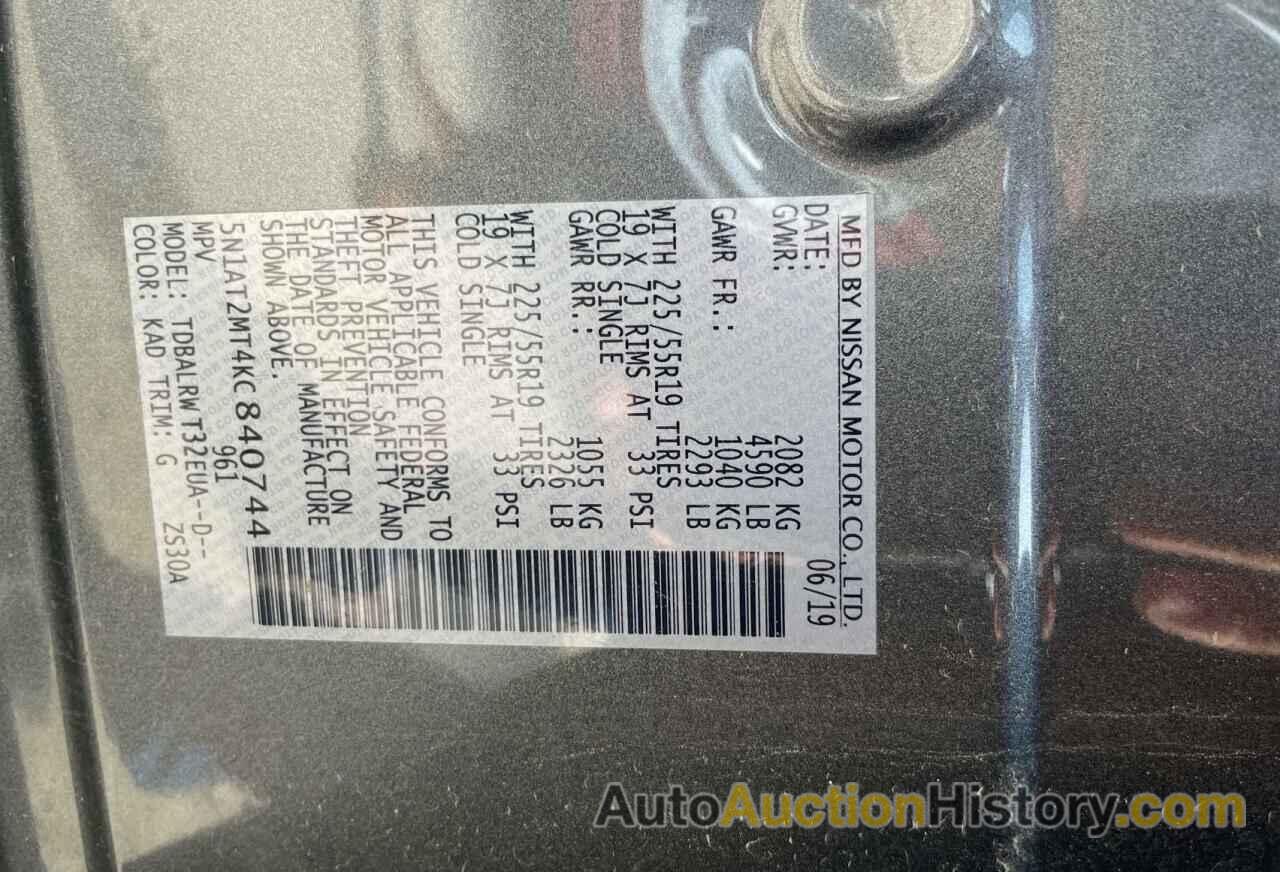 MFD BY NISSAN MOTOR CO., LTD.
DATE: 06/19
GVWR: 2082 KG
4590 LB
GAWR FR.: 1040 KG
2293 LB
WITH 225/55R19 TIRES
19 X 7J RIMS AT 33 PSI
COLD SINGLE
GAWR RR.: 1055 KG
2326 LB
WITH 225/55R19 TIRES
19 X 7J RIMS AT 33 PSI
COLD SINGLE
THIS VEHICLE CONFORMS TO
ALL APPLICABLE FEDERAL
MOTOR VEHICLE SAFETY AND
THEFT PREVENTION
STANDARDS IN EFFECT ON
THE DATE OF MANUFACTURE
SHOWN ABOVE.
5N1AT2MT4KC840744
MPV 961
MODEL: TDBALRWT32EUA--D--
COLOR: KAD TRIM: G ZS30A
AutoAuctionHistory.com